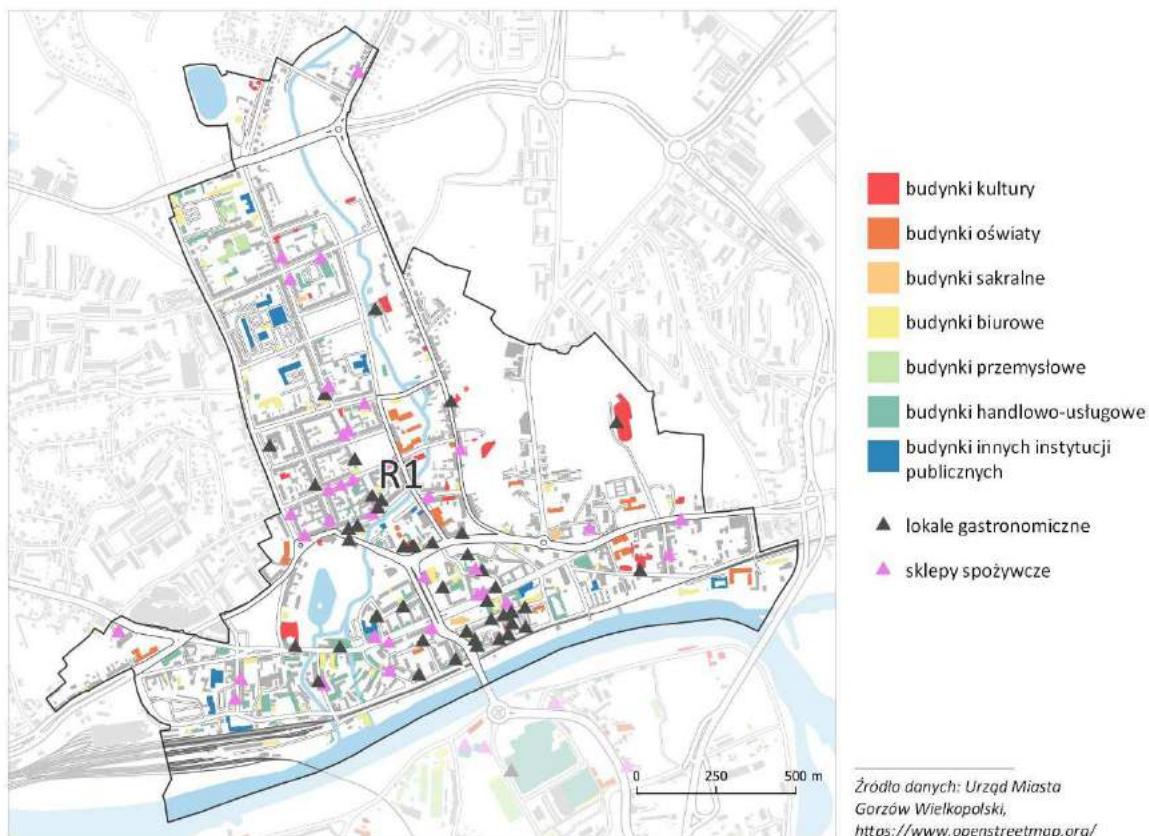 budynki kultury
budynki oświaty
budynki sakralne
budynki biurowe
budynki przemysłowe
budynki handlowo-usługowe
budynki innych instytucji
publicznych
R1
lokale gastronomiczne
sklepy spożywcze
0 250 500 m
Źródło danych: Urząd Miasta
Gorzów Wielkopolski,
https://www.openstreetmap.org/